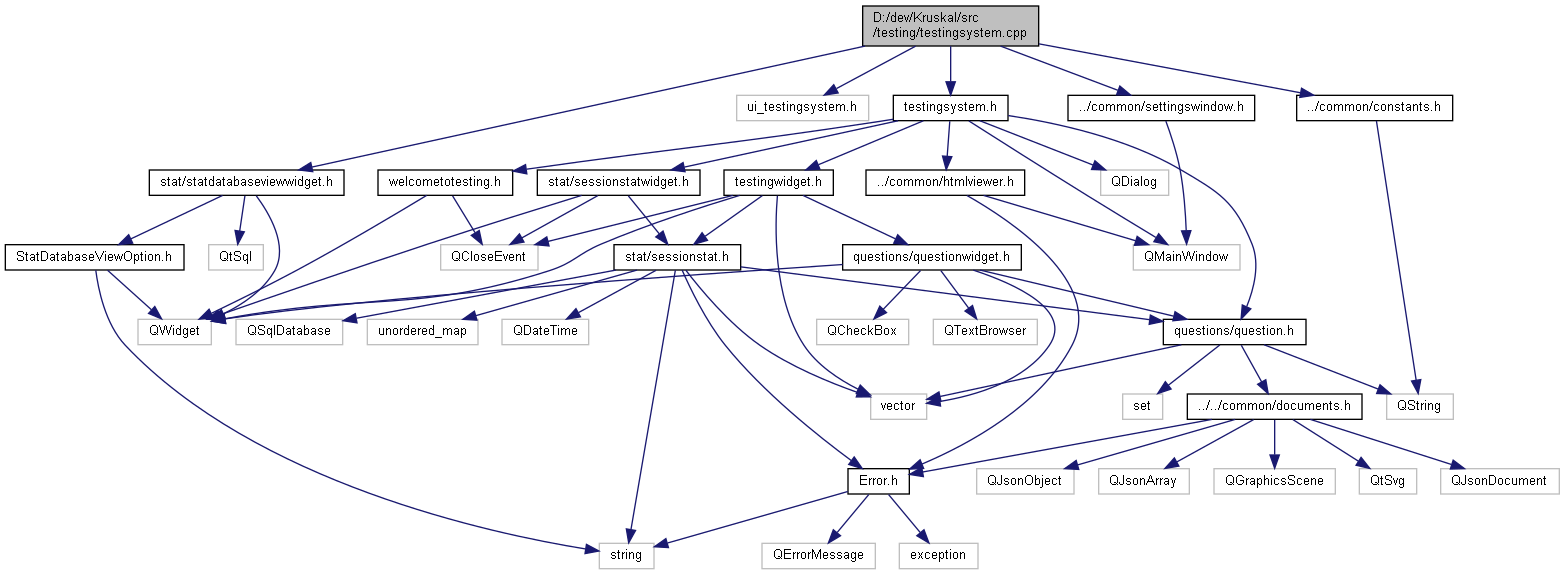 D:/dew/Kruskal/src
/testing/testingsystem.cpp
ui_testingsystem.h
testingsystem.h
../common/settingswindow.h
../common/constants.h
stat/statdatabaseviewwidget.h
welcometotesting.h
stat/sessionstatwidget.h
testingwidget.h
../common/htmlviewer.h
QDialog
StatDatabaseViewOption.h
QtSql
QCloseEvent
stat/sessionstat.h
questions/questionwidget.h
QMainWindow
QWidget
QSqlDatabase
unordered_map
QDateTime
QCheckBox
QTextBrowser
questions/question.h
vector
set
../../common/documents.h
QString
Error.h
QJsonObject
QJsonArray
QGraphicsScene
QtSvg
QJsonDocument
string
QErrorMessage
exception